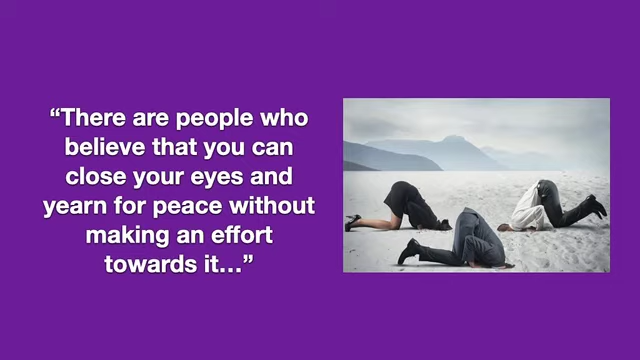 “There are people who
believe that you can
close your eyes and
yearn for peace without
making an effort
towards it...”